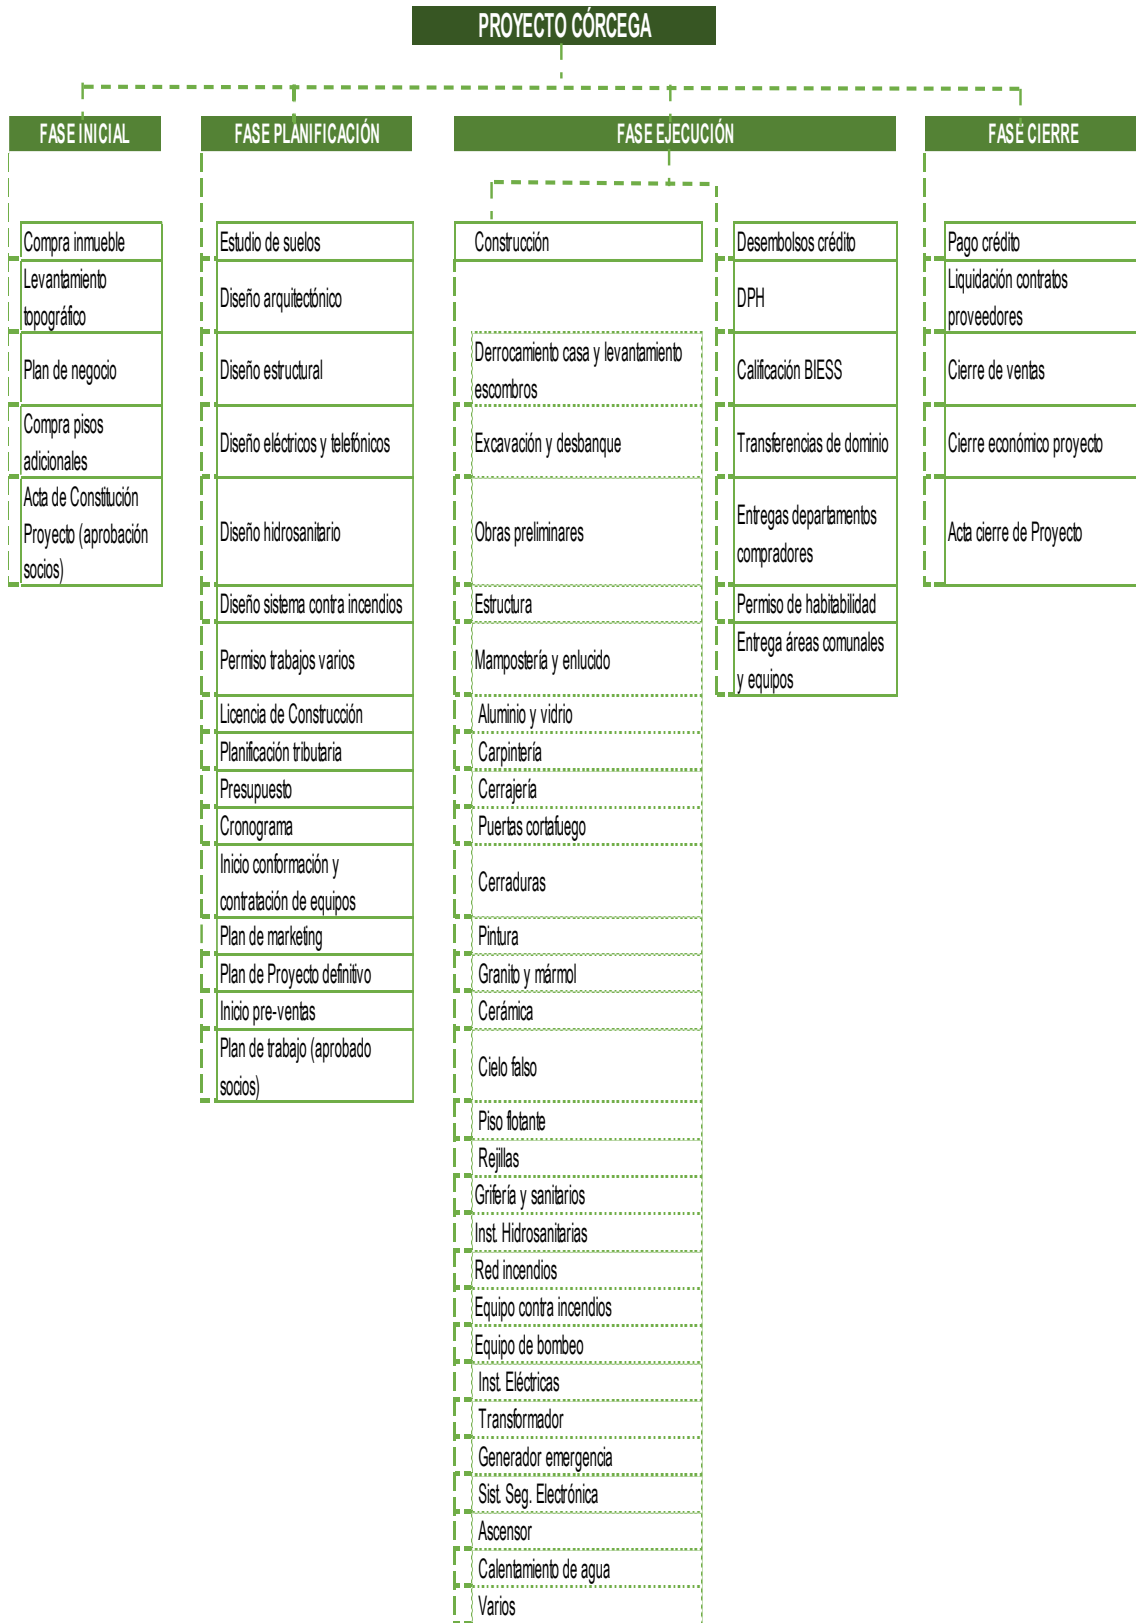 PROYECTO CÓRCEGA
FASE INICIAL
Compra inmueble
Levantamiento
topográfico
Plan de negocio
Compra pisos
adicionales
Acta de Constitución
Proyecto (aprobación
socios)
FASE PLANIFICACIÓN
Estudio de suelos
Diseño arquitectónico
Diseño estructural
Diseño eléctricos y telefónicos
Diseño hidrosanitario
Diseño sistema contra incendios
Permiso trabajos varios
Licencia de Construcción
Planificación tributaria
Presupuesto
Cronograma
Inicio conformación y
contratación de equipos
Plan de marketing
Plan de Proyecto definitivo
Inicio pre-ventas
Plan de trabajo (aprobado
socios)
FASE EJECUCIÓN
Construcción
Derrocamiento casa y levantamiento
escombros
Excavación y desbanque
Obras preliminares
Estructura
Mampostería y enlucido
Aluminio y vidrio
Carpintería
Cerrajería
Puertas cortafuego
Cerraduras
Pintura
Granito y mármol
Cerámica
Cielo falso
Piso flotante
Rejillas
Grifería y sanitarios
Inst. Hidrosanitarias
Red incendios
Equipo contra incendios
Equipo de bombeo
Inst. Eléctricas
Transformador
Generador emergencia
Sist. Seg. Electrónica
Ascensor
Calentamiento de agua
Varios
Desembolsos crédito
DPH
Calificación BIESS
Transferencias de dominio
Entregas departamentos
compradores
Permiso de habitabilidad
Entrega áreas comunales
y equipos
FASE CIERRE
Pago crédito
Liquidación contratos
proveedores
Cierre de ventas
Cierre económico proyecto
Acta cierre de Proyecto